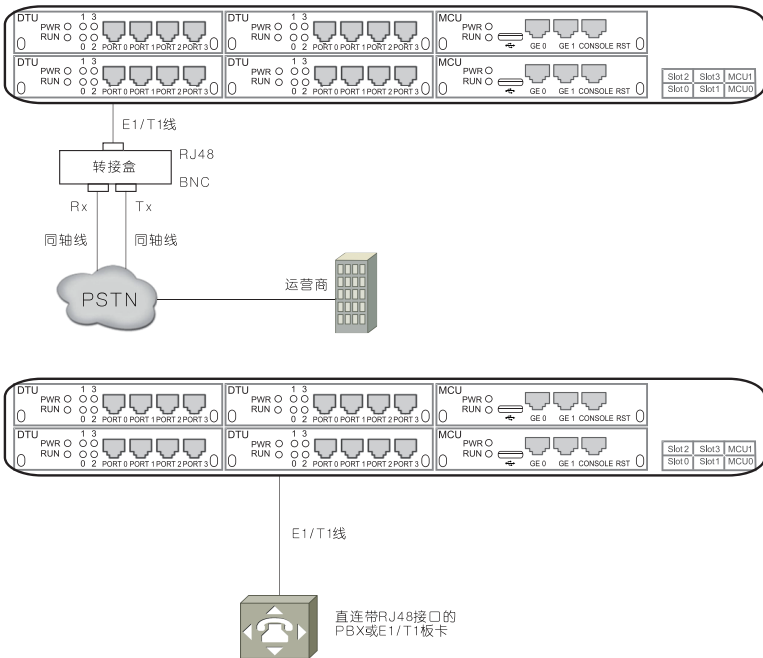 DTU 1 3 DTU 1 3 MCU
PWR PWR PWR
RUN RUN RUN
0 2 PORT 0 PORT 1 PORT 2 PORT 3 0 2 PORT 0 PORT 1 PORT 2 PORT 3 GE 0 GE 1 CONSOLE RST
DTU 1 3 DTU 1 3 MCU
PWR PWR PWR
RUN RUN RUN
0 2 PORT 0 PORT 1 PORT 2 PORT 3 0 2 PORT 0 PORT 1 PORT 2 PORT 3 GE 0 GE 1 CONSOLE RST
Slot2 Slot3 MCU1
Slot0 Slot1 MCU0
E1/T1线
RJ48
转接盒
BNC
Rx Tx
同轴线 同轴线
PSTN
运营商
DTU 1 3 DTU 1 3 MCU
PWR PWR PWR
RUN RUN RUN
0 2 PORT 0 PORT 1 PORT 2 PORT 3 0 2 PORT 0 PORT 1 PORT 2 PORT 3 GE 0 GE 1 CONSOLE RST
DTU 1 3 DTU 1 3 MCU
PWR PWR PWR
RUN RUN RUN
0 2 PORT 0 PORT 1 PORT 2 PORT 3 0 2 PORT 0 PORT 1 PORT 2 PORT 3 GE 0 GE 1 CONSOLE RST
Slot2 Slot3 MCU1
Slot0 Slot1 MCU0
E1/T1线
直连带RJ48接口的
PBX或E1/T1板卡